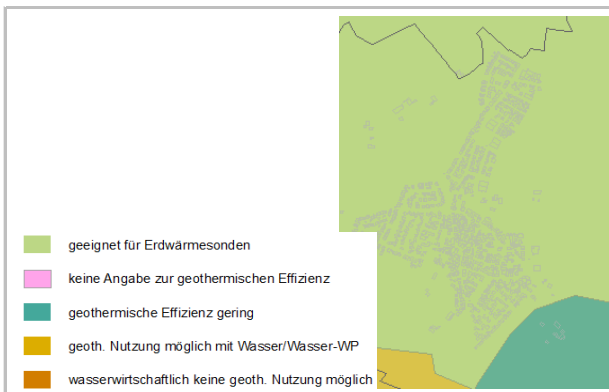 geeignet für Erdwärmesonden
keine Angabe zur geothermischen Effizienz
geothermische Effizienz gering
geoth. Nutzung möglich mit Wasser/Wasser-WP
wasserwirtschaftlich keine geoth. Nutzung möglich